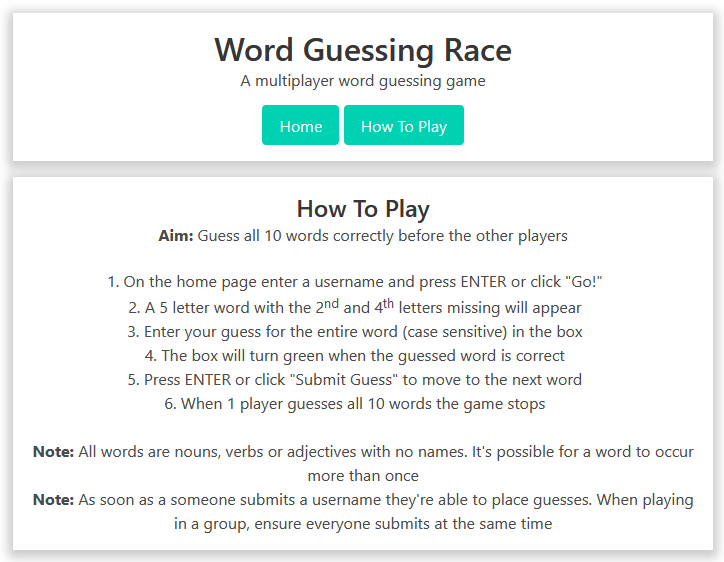 Word Guessing Race
A multiplayer word guessing game
Home How To Play
How To Play
Aim: Guess all 10 words correctly before the other players
1. On the home page enter a username and press ENTER or click "Go!"
2. A 5 letter word with the 2nd and 4th letters missing will appear
3. Enter your guess for the entire word (case sensitive) in the box
4. The box will turn green when the guessed word is correct
5. Press ENTER or click "Submit Guess" to move to the next word
6. When 1 player guesses all 10 words the game stops
Note: All words are nouns, verbs or adjectives with no names. It's possible for a word to occur
more than once
Note: As soon as a someone submits a username they're able to place guesses. When playing
in a group, ensure everyone submits at the same time